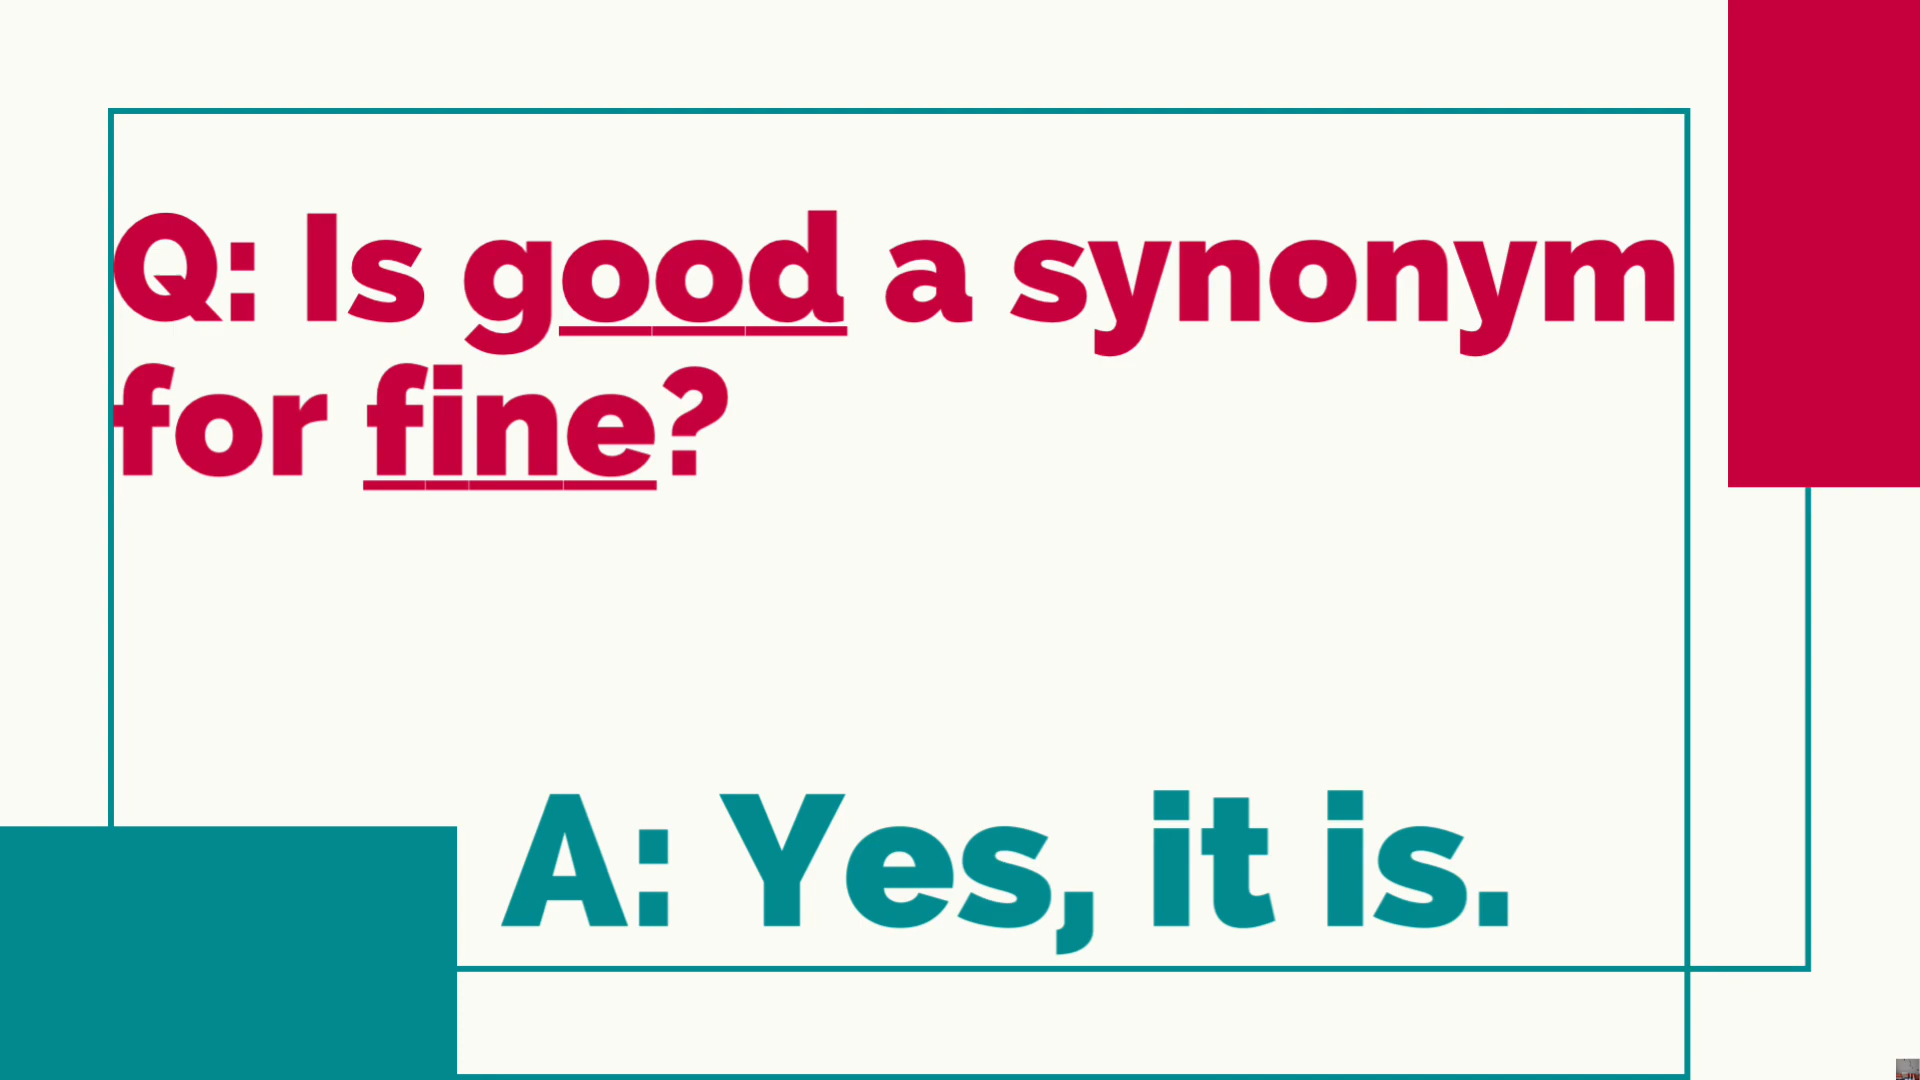 Q: Is good a synonym
for fine?
A: Yes, it is.